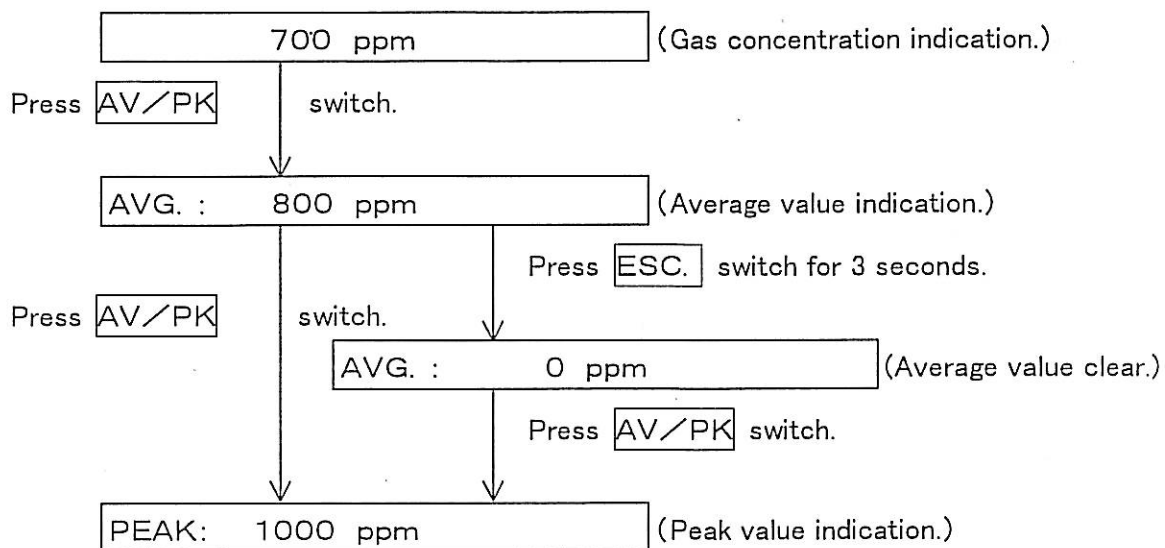 700 ppm (Gas concentration indication.)
Press AV/PK switch.
AVG. : 800 ppm (Average value indication.)
Press ESC. switch for 3 seconds.
Press AV/PK switch.
AVG. : 0 ppm (Average value clear.)
Press AV/PK switch.
PEAK: 1000 ppm (Peak value indication.)